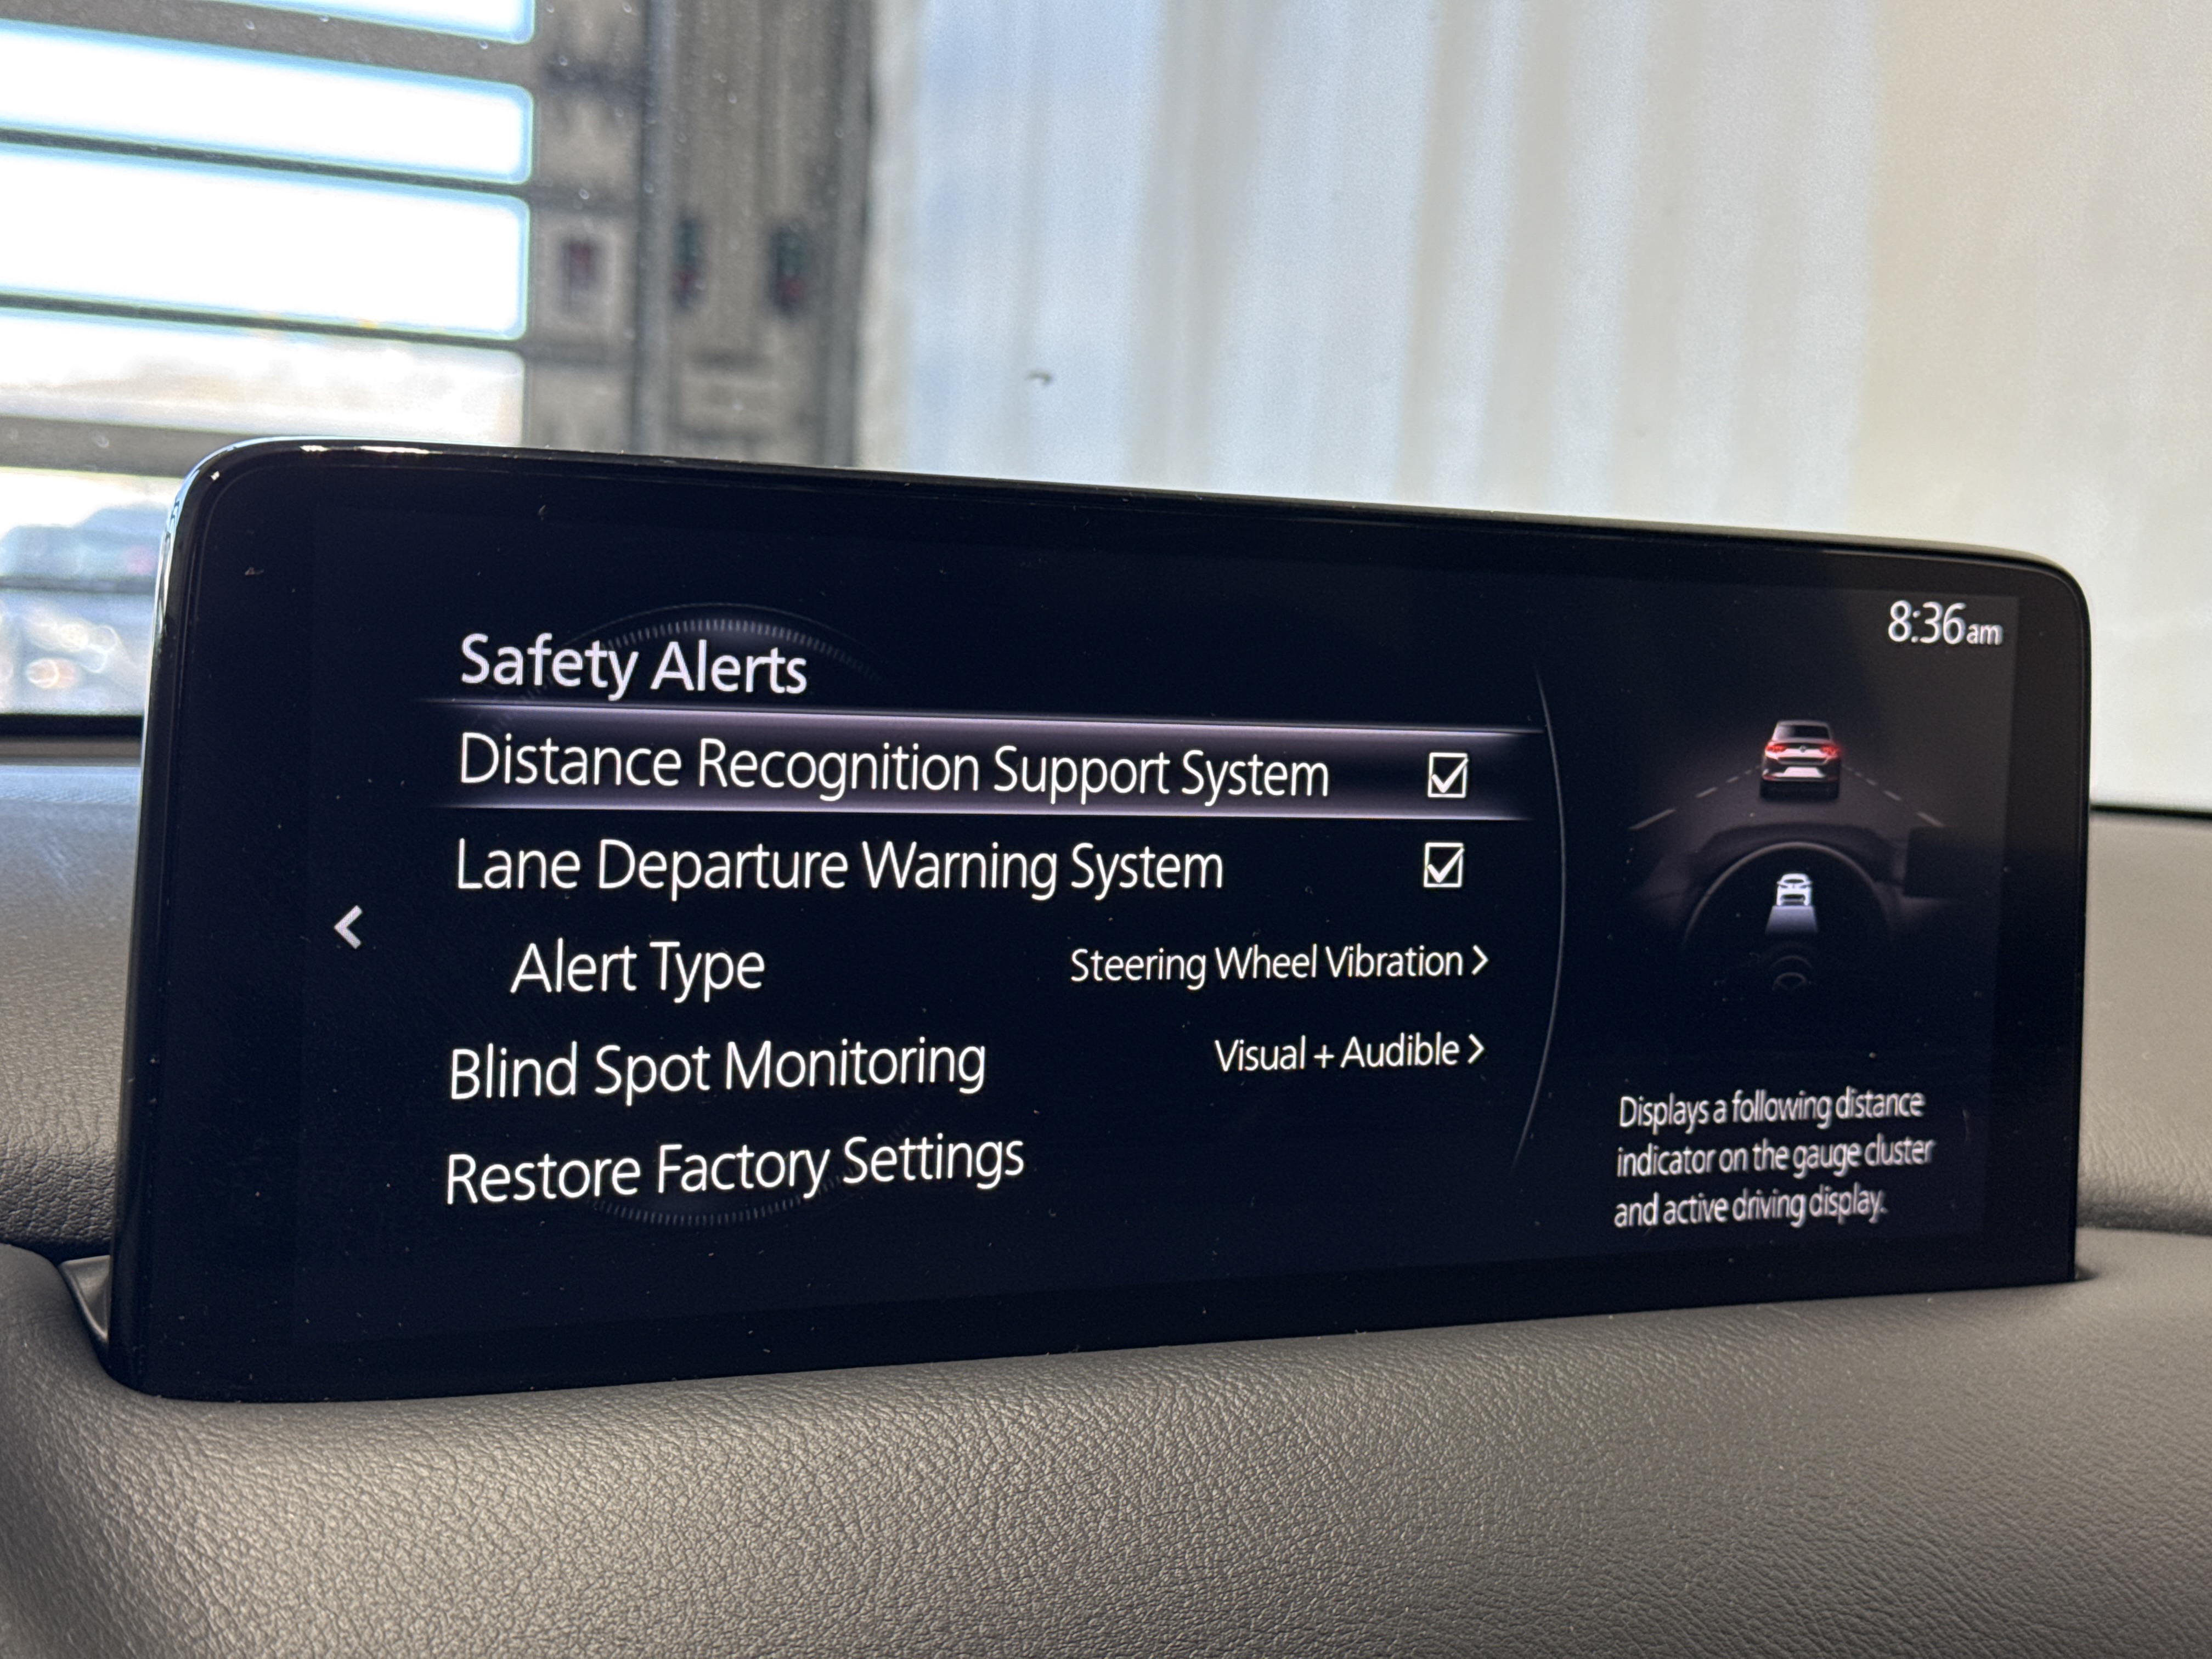 8:36am
Safety Alerts
Distance Recognition Support System
Lane Departure Warning System
Alert Type Steering Wheel Vibration
Blind Spot Monitoring Visual + Audible
Restore Factory Settings
Displays a following distance
indicator on the gauge cluster
and active driving display.